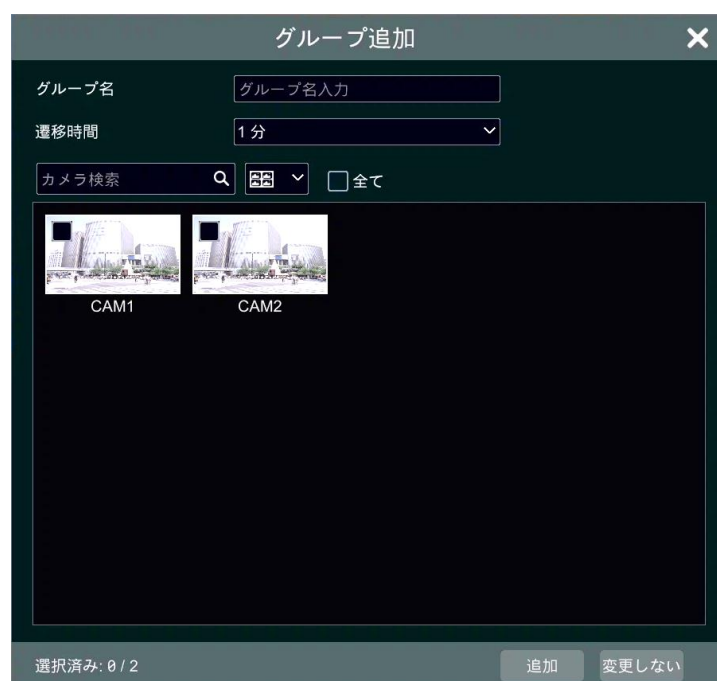 グループ追加
グループ名 グループ名入力
遷移時間 1分
カメラ検索 全て
CAM1 CAM2
選択済み: 0 / 2 追加 変更しない